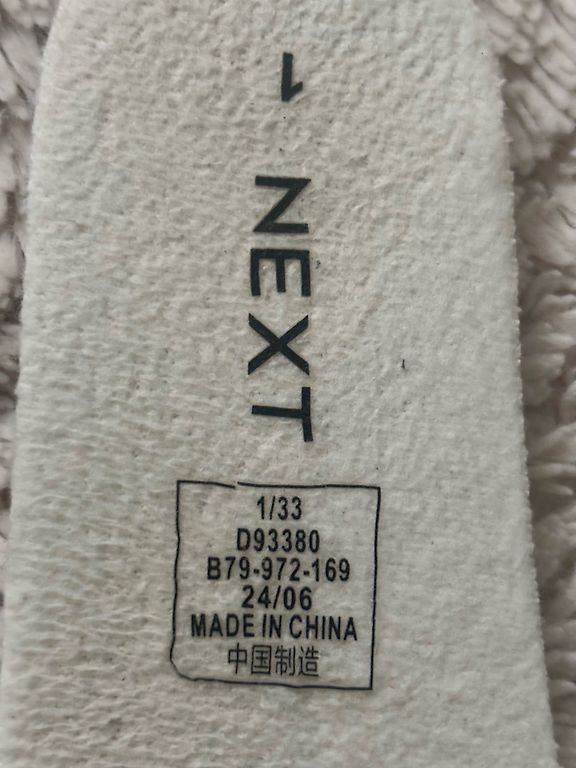 1 NEXT
1/33
D93380
B79-972-169
24/06
MADE IN CHINA
中国制造